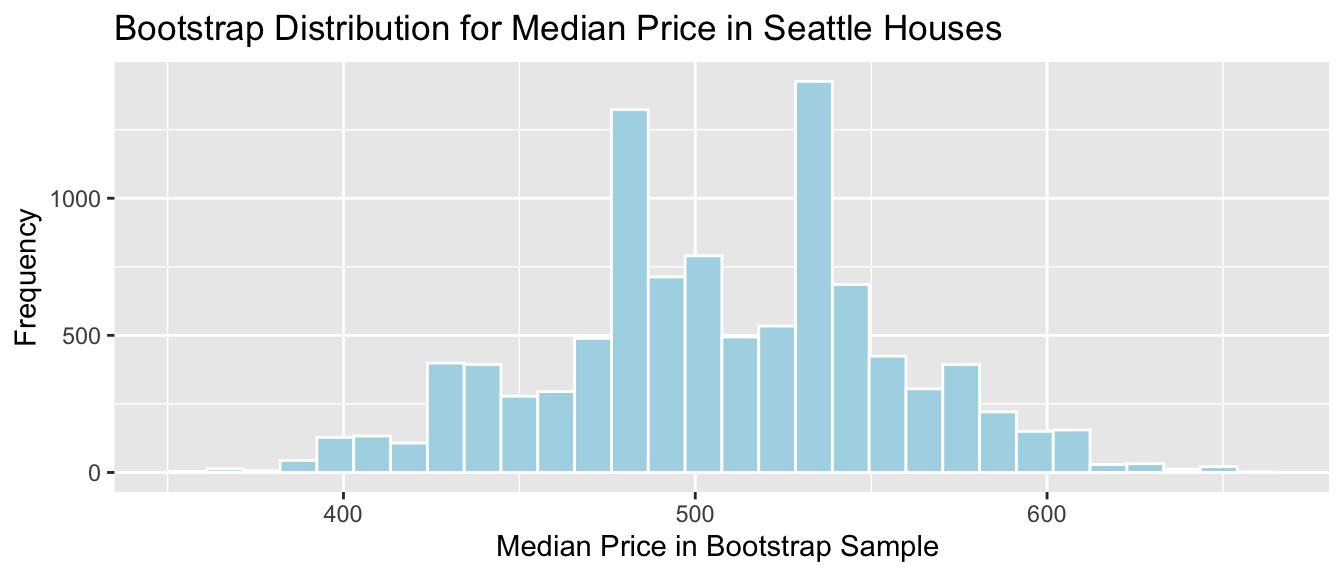 Bootstrap Distribution for Median Price in Seattle Houses
Frequency
1000
500
0
400 500 600
Median Price in Bootstrap Sample